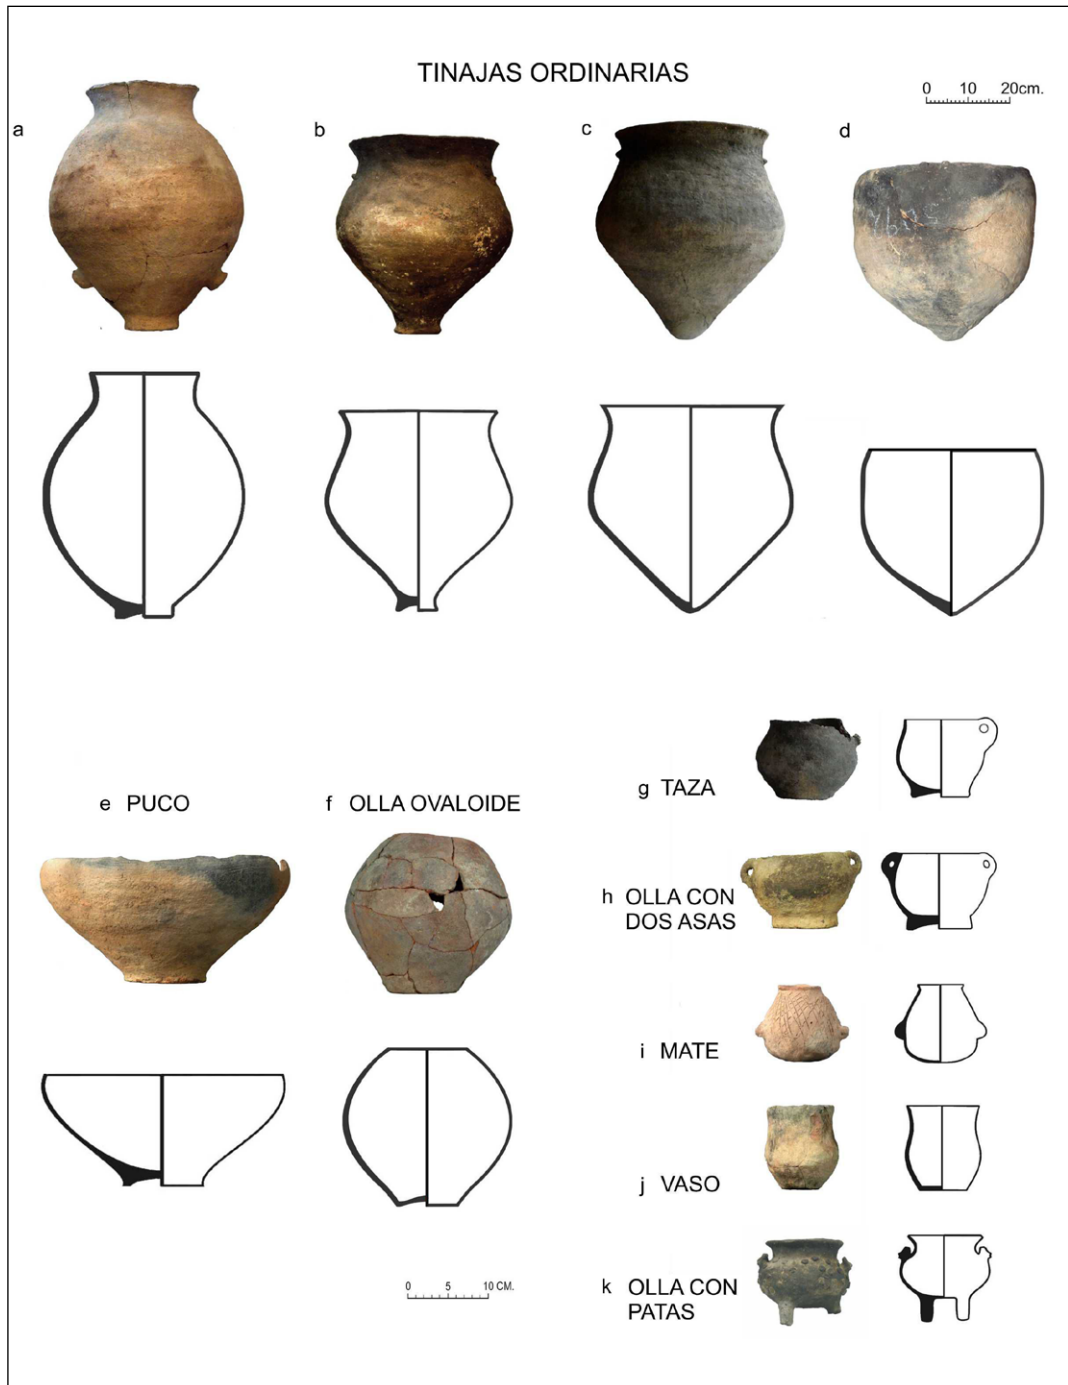 TINAJAS ORDINARIAS
0 10 20cm.
a
b
c
d
e PUCO
f OLLA OVALOIDE
g TAZA
h OLLA CON
DOS ASAS
i MATE
j VASO
k OLLA CON
PATAS
0 5 10 CM.